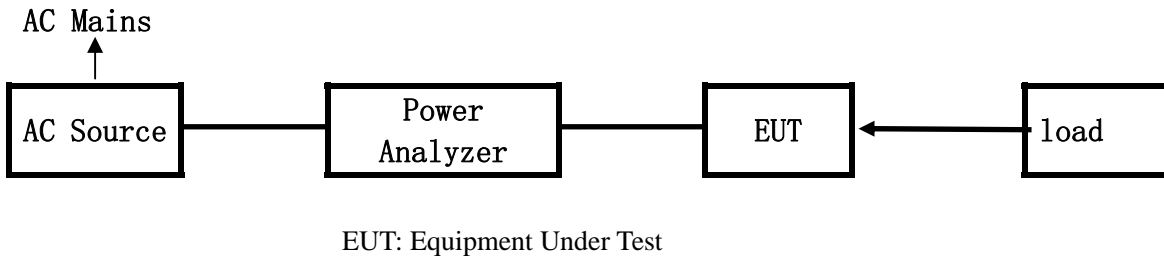 AC Mains
AC Source
Power
Analyzer
EUT
load
EUT: Equipment Under Test